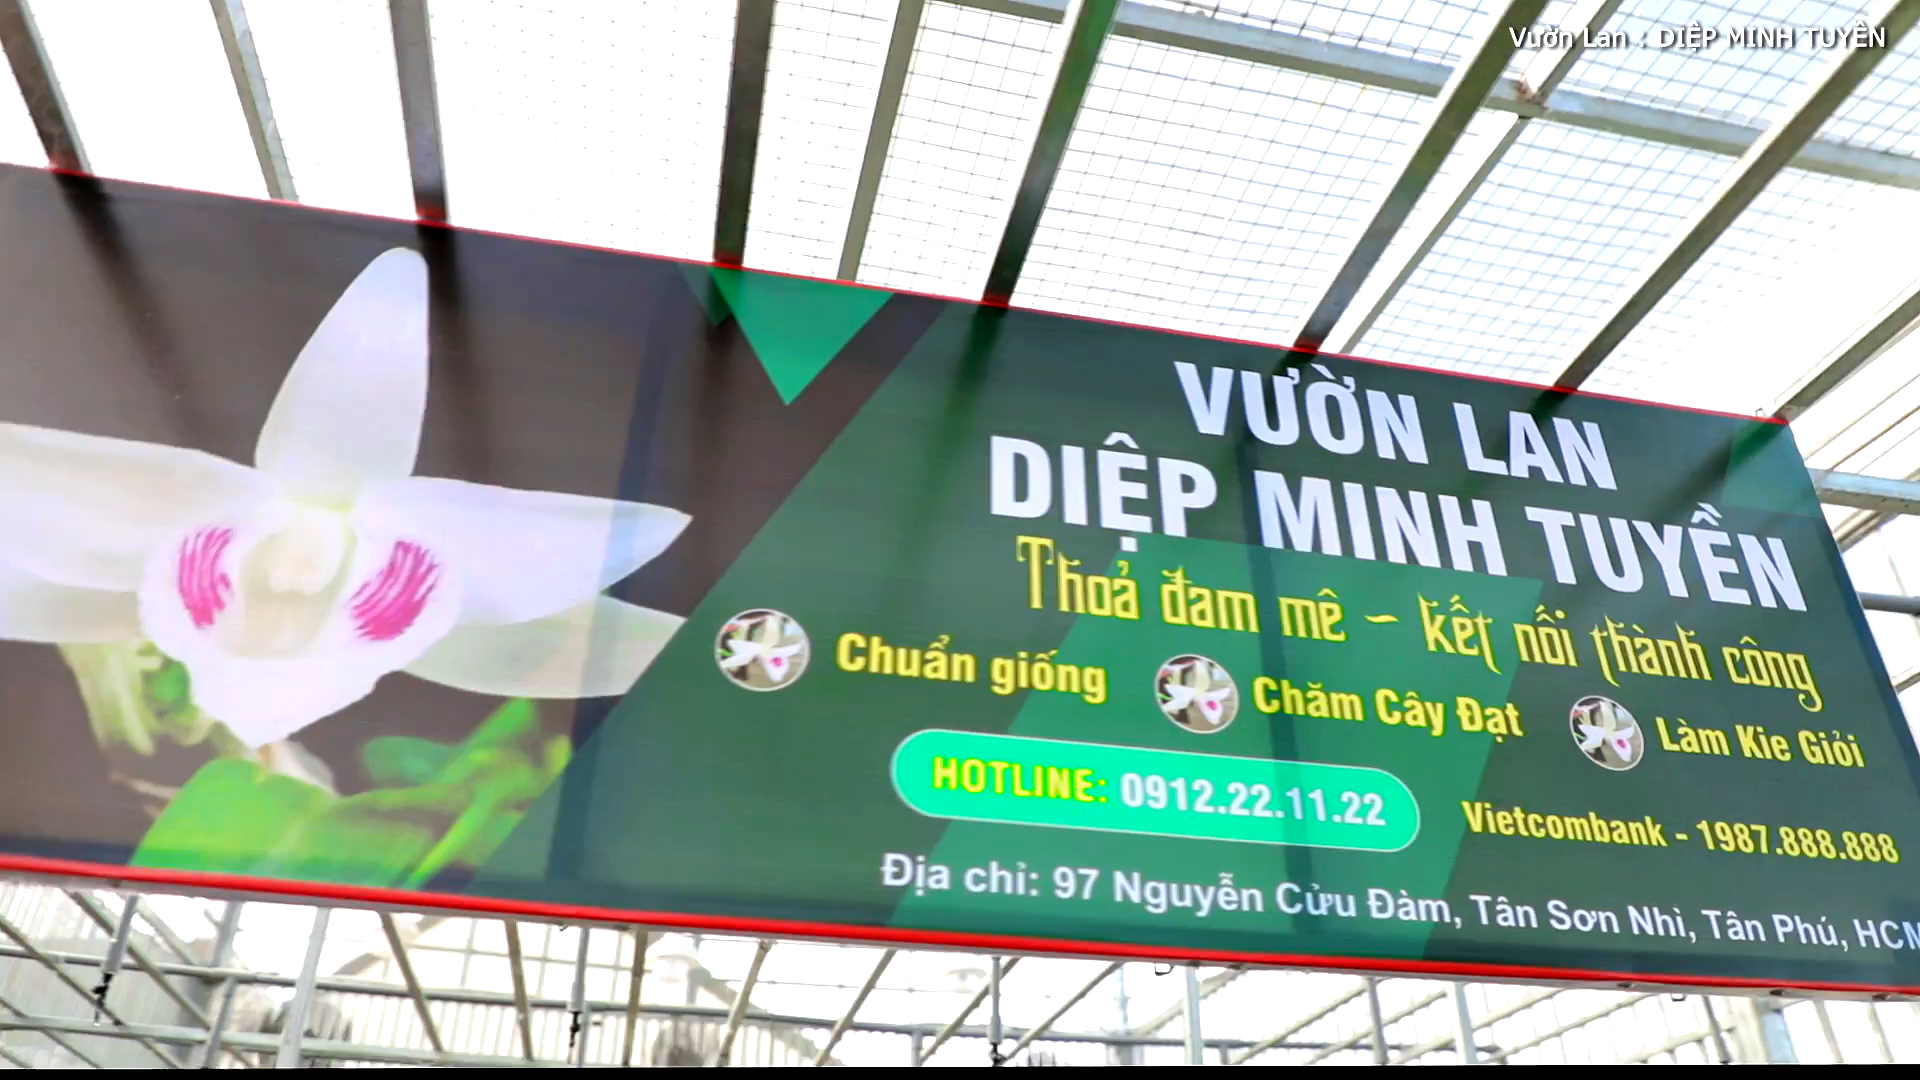 Vườn Lan : DIỆP MINH TUYỀN
VƯỜN LAN
DIỆP MINH TUYỀN
Thoả đam mê - kết nối thành công
Chuẩn giống
Chăm Cây Đạt
Làm Kie Giỏi
HOTLINE: 0912.22.11.22
Vietcombank - 1987.888.888
Địa chỉ: 97 Nguyễn Cửu Đàm, Tân Sơn Nhì, Tân Phú, HCM